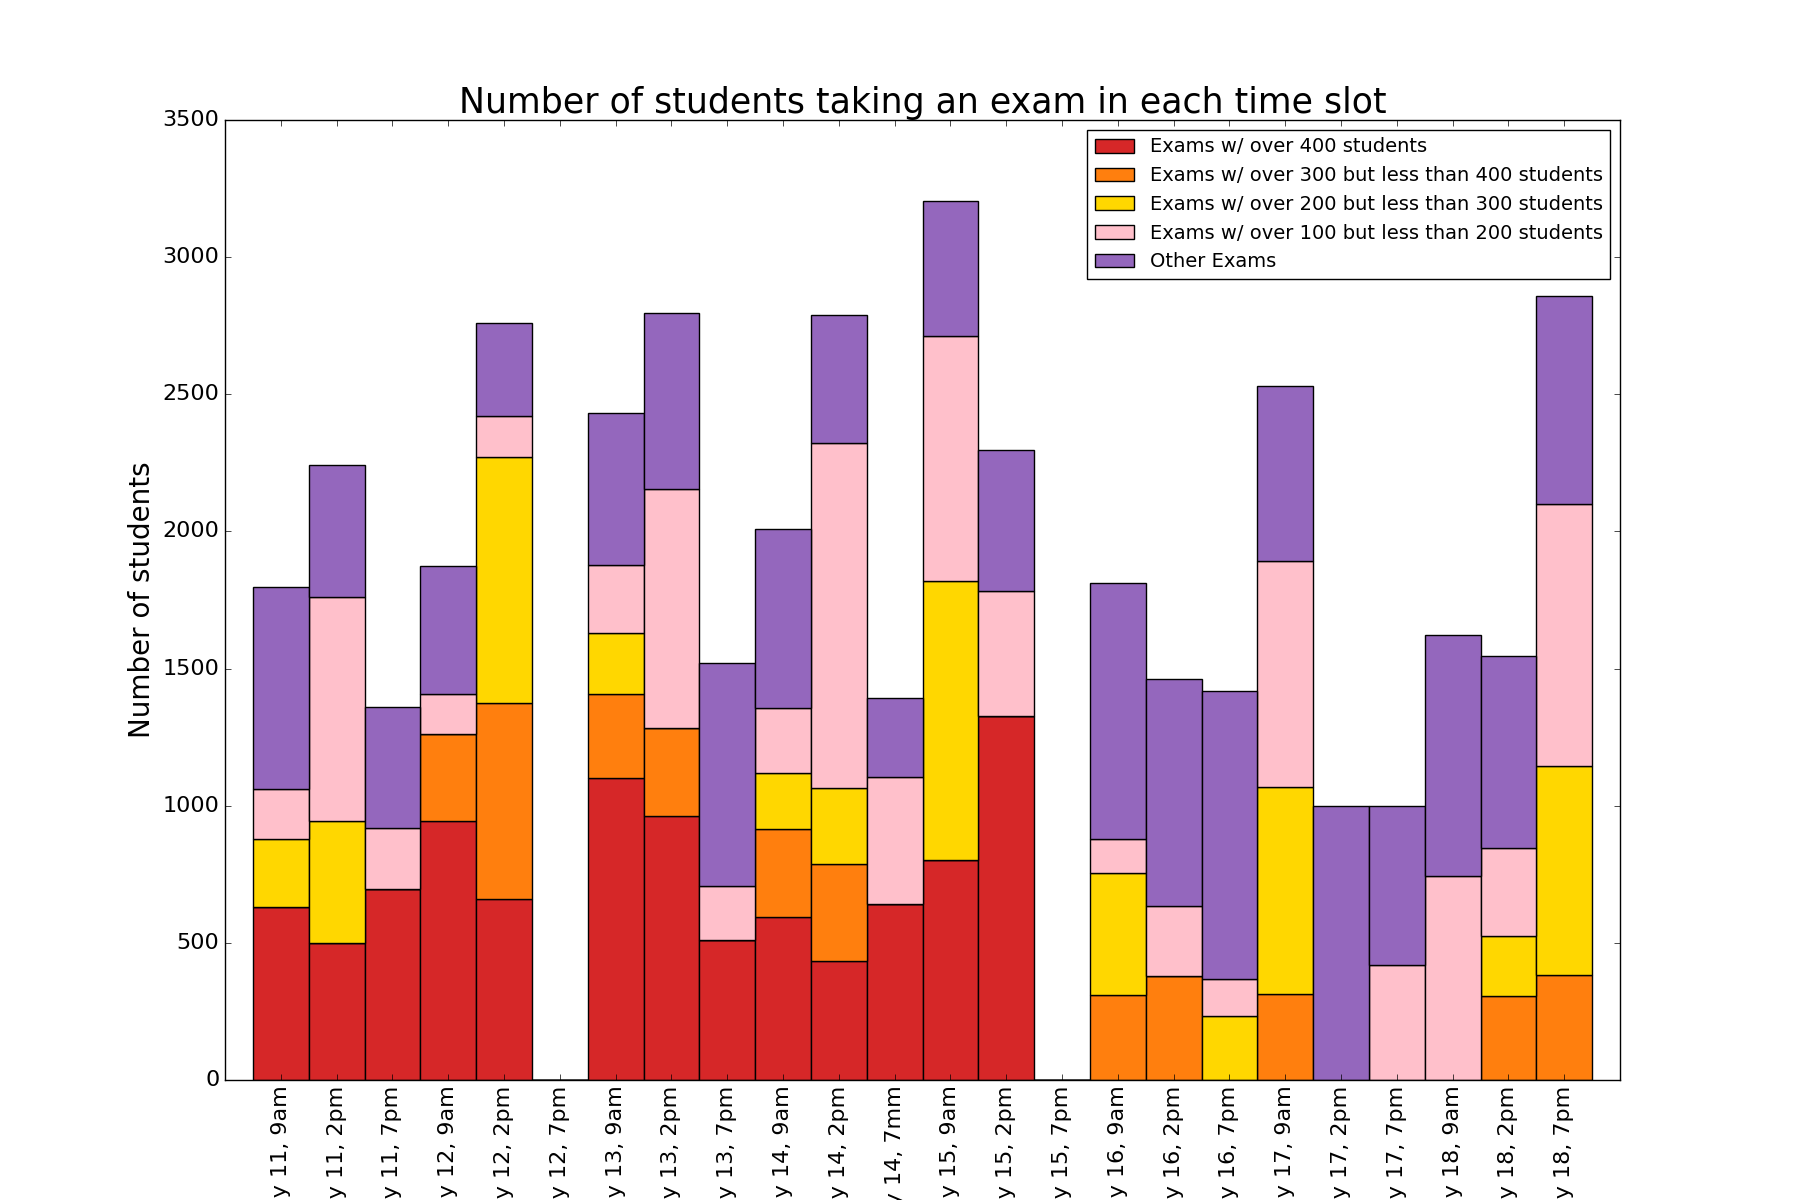 Number of students taking an exam in each time slot
Exams w/ over 400 students
Exams w/ over 300 but less than 400 students
Exams w/ over 200 but less than 300 students
Exams w/ over 100 but less than 200 students
Other Exams
Number of students
3500
3000
2500
2000
1500
1000
500
0
y 11, 9am
y 11, 2pm
y 11, 7pm
y 12, 9am
y 12, 2pm
y 12, 7pm
y 13, 9am
y 13, 2pm
y 13, 7pm
y 14, 9am
y 14, 2pm
y 14, 7mm
y 15, 9am
y 15, 2pm
y 15, 7pm
y 16, 9am
y 16, 2pm
y 16, 7pm
y 17, 9am
y 17, 2pm
y 17, 7pm
y 18, 9am
y 18, 2pm
y 18, 7pm